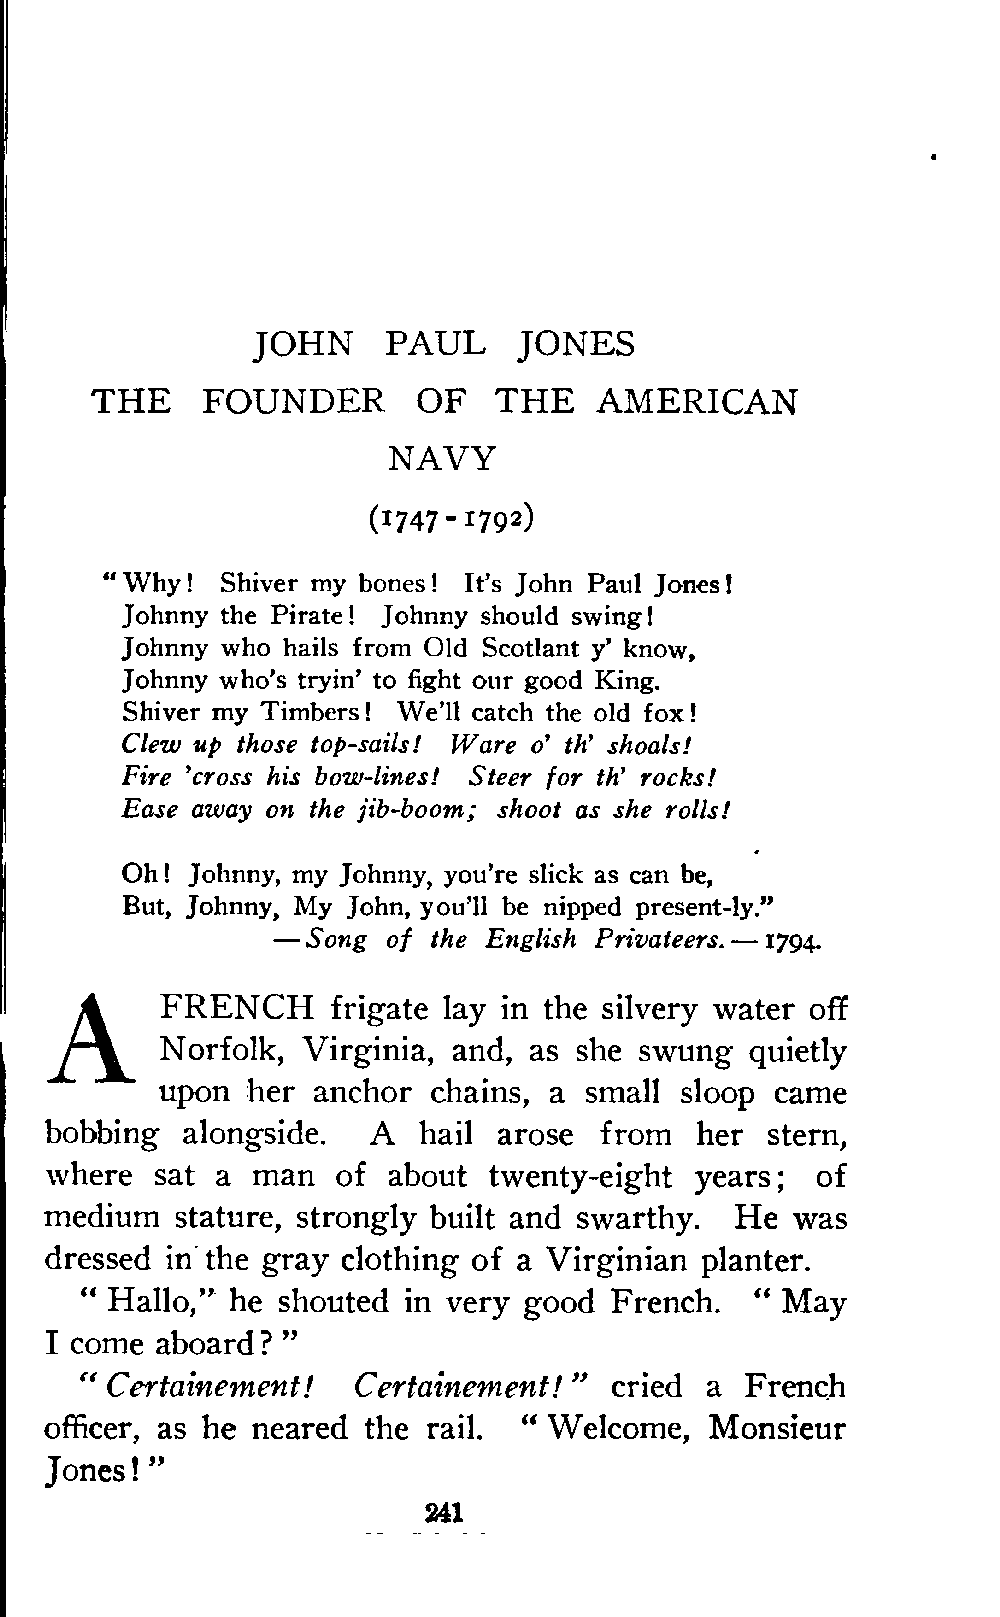 JOHN PAUL JONES
THE FOUNDER OF THE AMERICAN
NAVY
(1747-1792)
"Why! Shiver my bones! It's John Paul Jones!
Johnny the Pirate! Johnny should swing!
Johnny who hails from Old Scotlant y' know,
Johnny who's tryin' to fight our good King.
Shiver my Timbers! We'll catch the old fox!
Clew up those top-sails! Ware o' th' shoals!
Fire 'cross his bow-lines! Steer for th' rocks!
Ease away on the jib-boom; shoot as she rolls!
Oh! Johnny, my Johnny, you're slick as can be,
But, Johnny, My John, you'll be nipped present-ly."
—Song of the English Privateers.—1794.
A FRENCH frigate lay in the silvery water off
Norfolk, Virginia, and, as she swung quietly
upon her anchor chains, a small sloop came
bobbing alongside. A hail arose from her stern,
where sat a man of about twenty-eight years; of
medium stature, strongly built and swarthy. He was
dressed in the gray clothing of a Virginian planter.
"Hallo," he shouted in very good French. "May
I come aboard?"
"Certainement! Certainement!" cried a French
officer, as he neared the rail. "Welcome, Monsieur
Jones!"
241